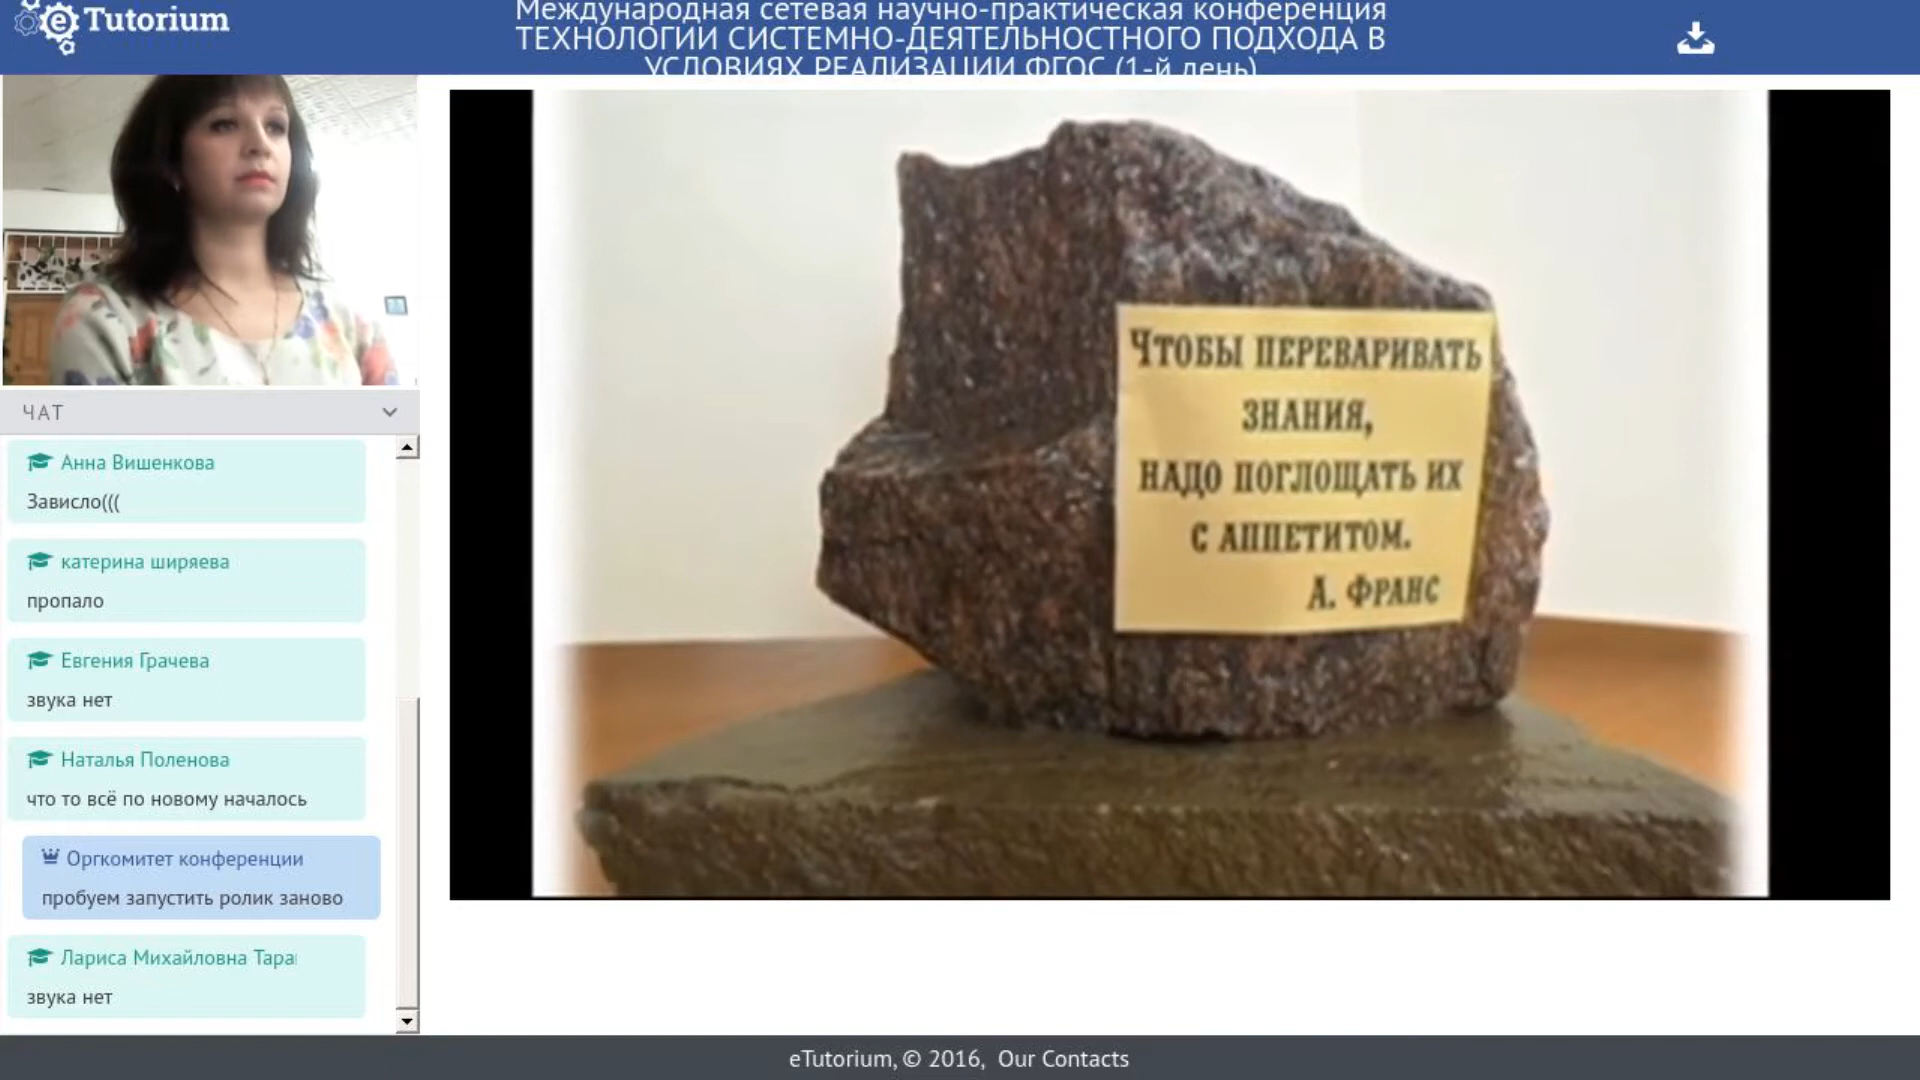 eTutorium
Международная сетевая научно-практическая конференция
ТЕХНОЛОГИИ СИСТЕМНО-ДЕЯТЕЛЬНОСТНОГО ПОДХОДА В
УСЛОВИЯХ РЕАЛИЗАЦИИ ФГОС (1-й день)
ЧАТ
Анна Вишенкова
Зависло(((
катерина ширяева
пропало
Евгения Грачева
звука нет
Наталья Поленова
что то всё по новому началось
Оргкомитет конференции
пробуем запустить ролик заново
Лариса Михайловна Тара
звука нет
Чтобы переваривать
знания,
надо поглощать их
с аппетитом.
А. Франс
eTutorium, © 2016, Our Contacts